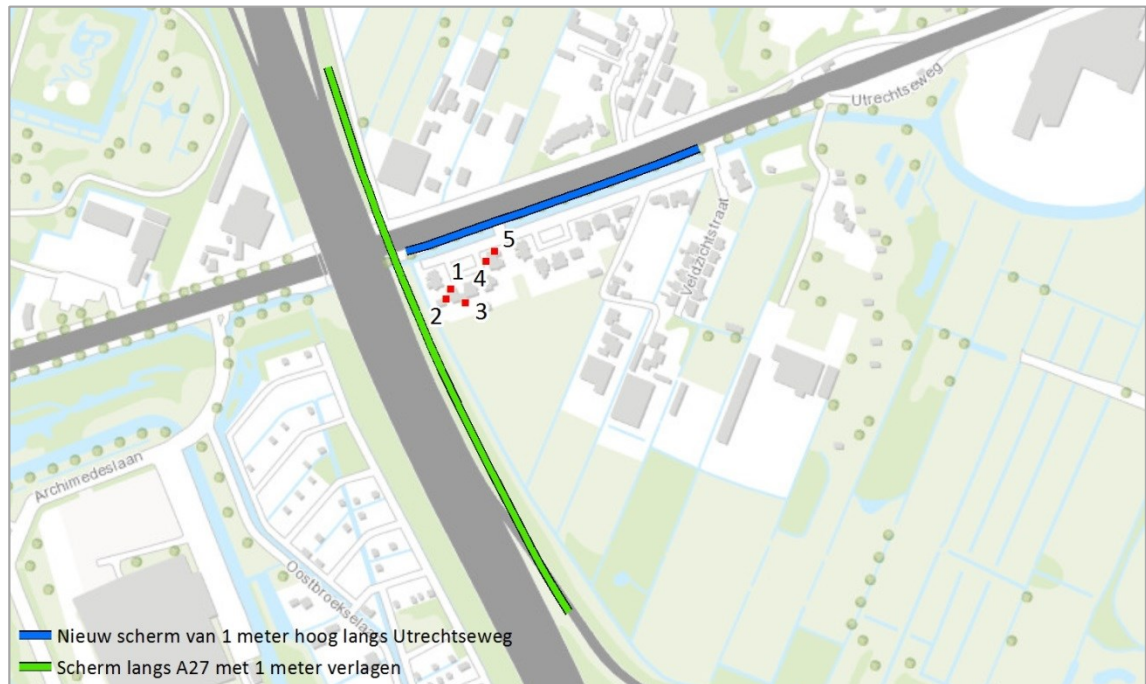 Utrechtseweg
5
4
1
2
3
Veldzichtstraat
Archimedeslaan
Oostbroekselaan
Nieuw scherm van 1 meter hoog langs Utrechtseweg
Scherm langs A27 met 1 meter verlagen